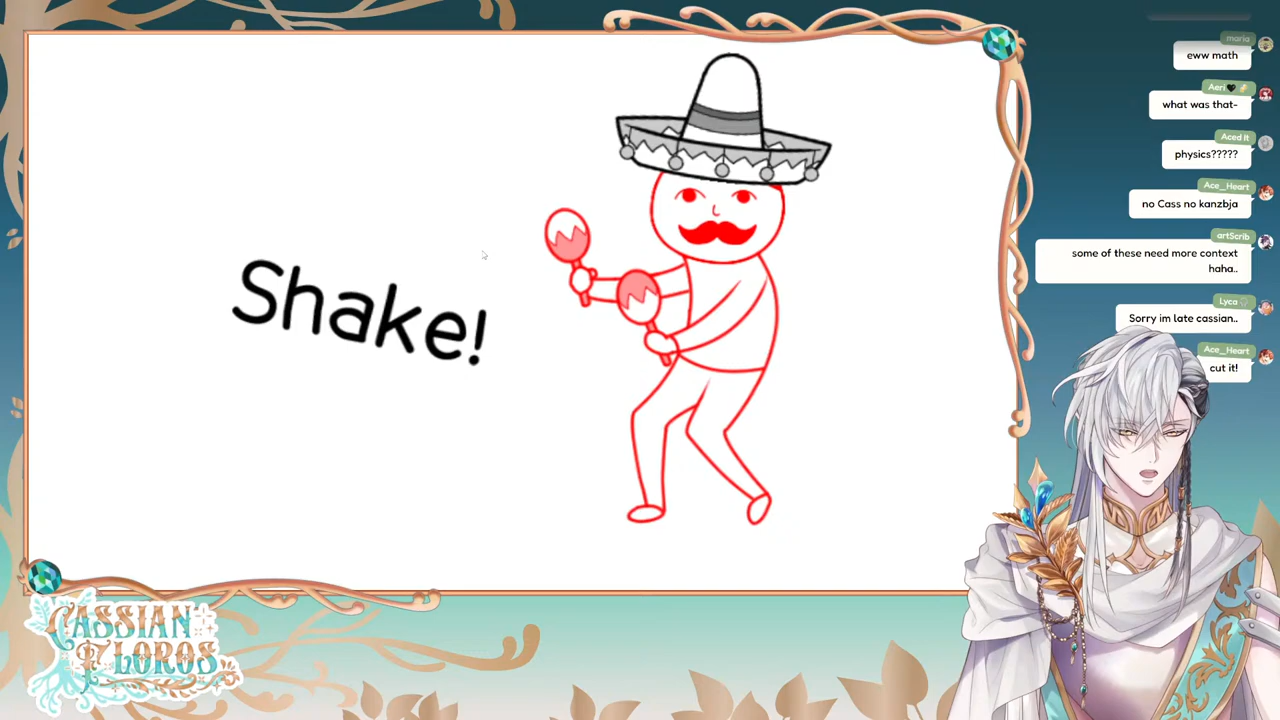 Shake!
maria
eww math
Aeri
what was that-
Aced It
physics?????
Ace_Heart
no Cass no kanzbja
artScrib
some of these need more context
haha..
Lyca
Sorry im late cassian..
Ace_Heart
cut it!
CASSIAN
FLOROS